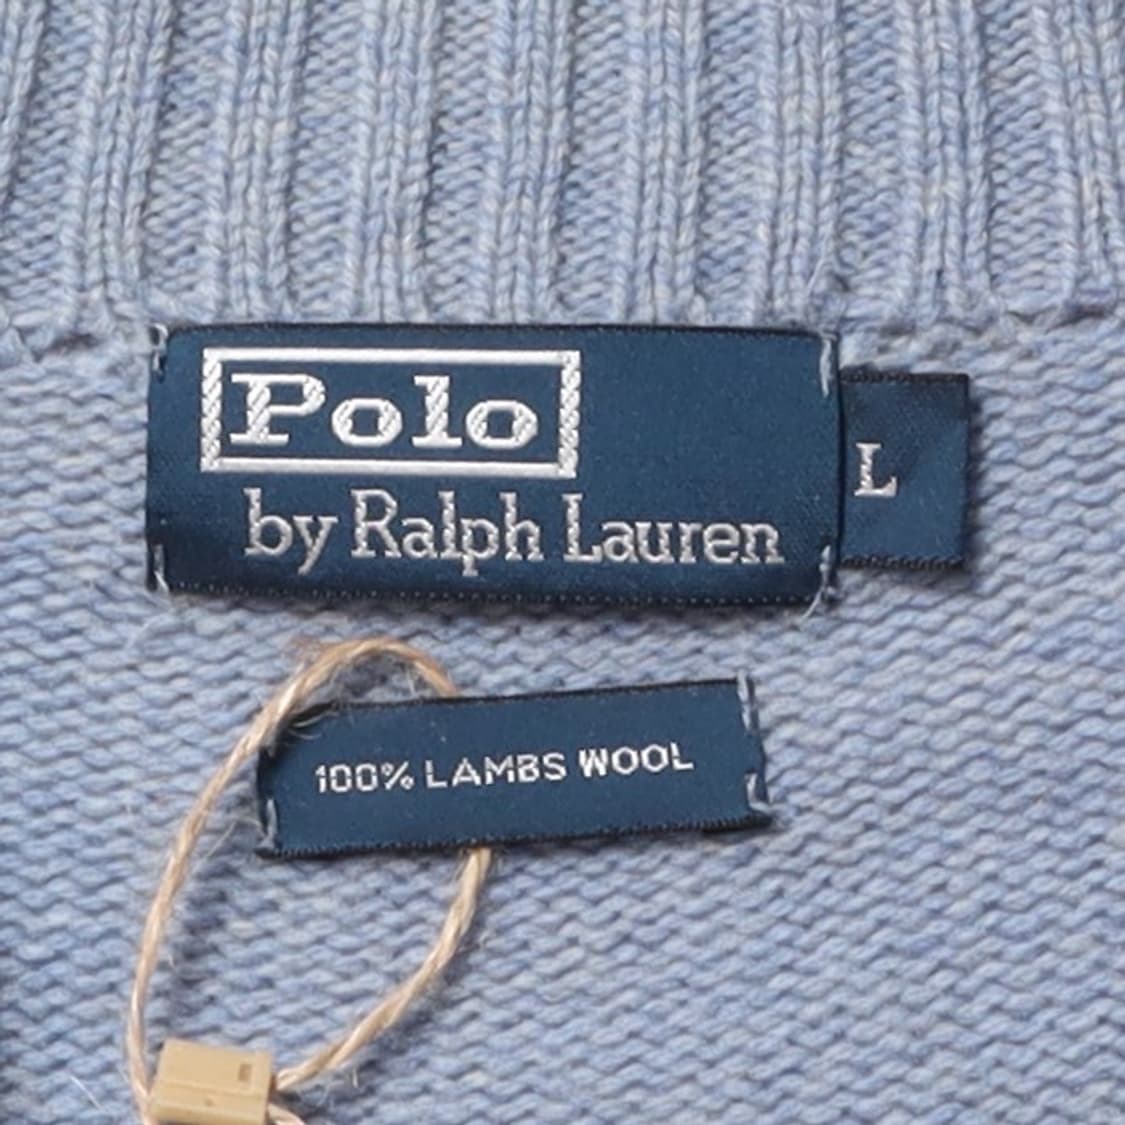 Polo
by Ralph Lauren
L
100% LAMBS WOOL